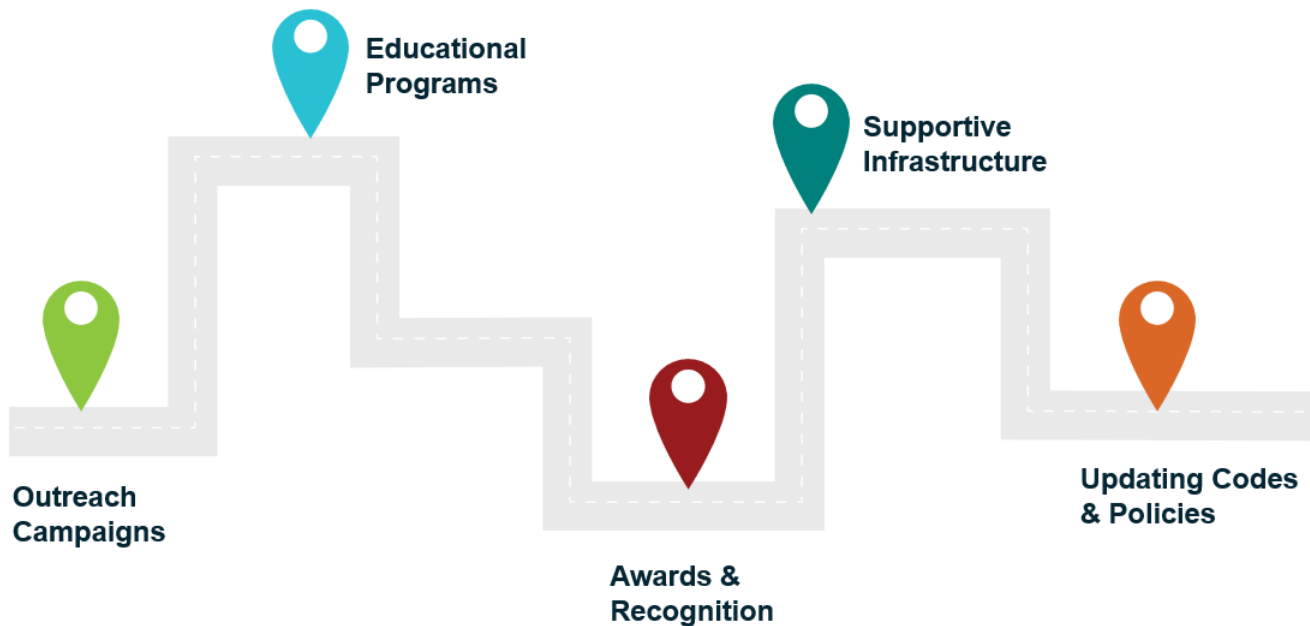 Educational
Programs
Supportive
Infrastructure
Outreach
Campaigns
Updating Codes
& Policies
Awards &
Recognition